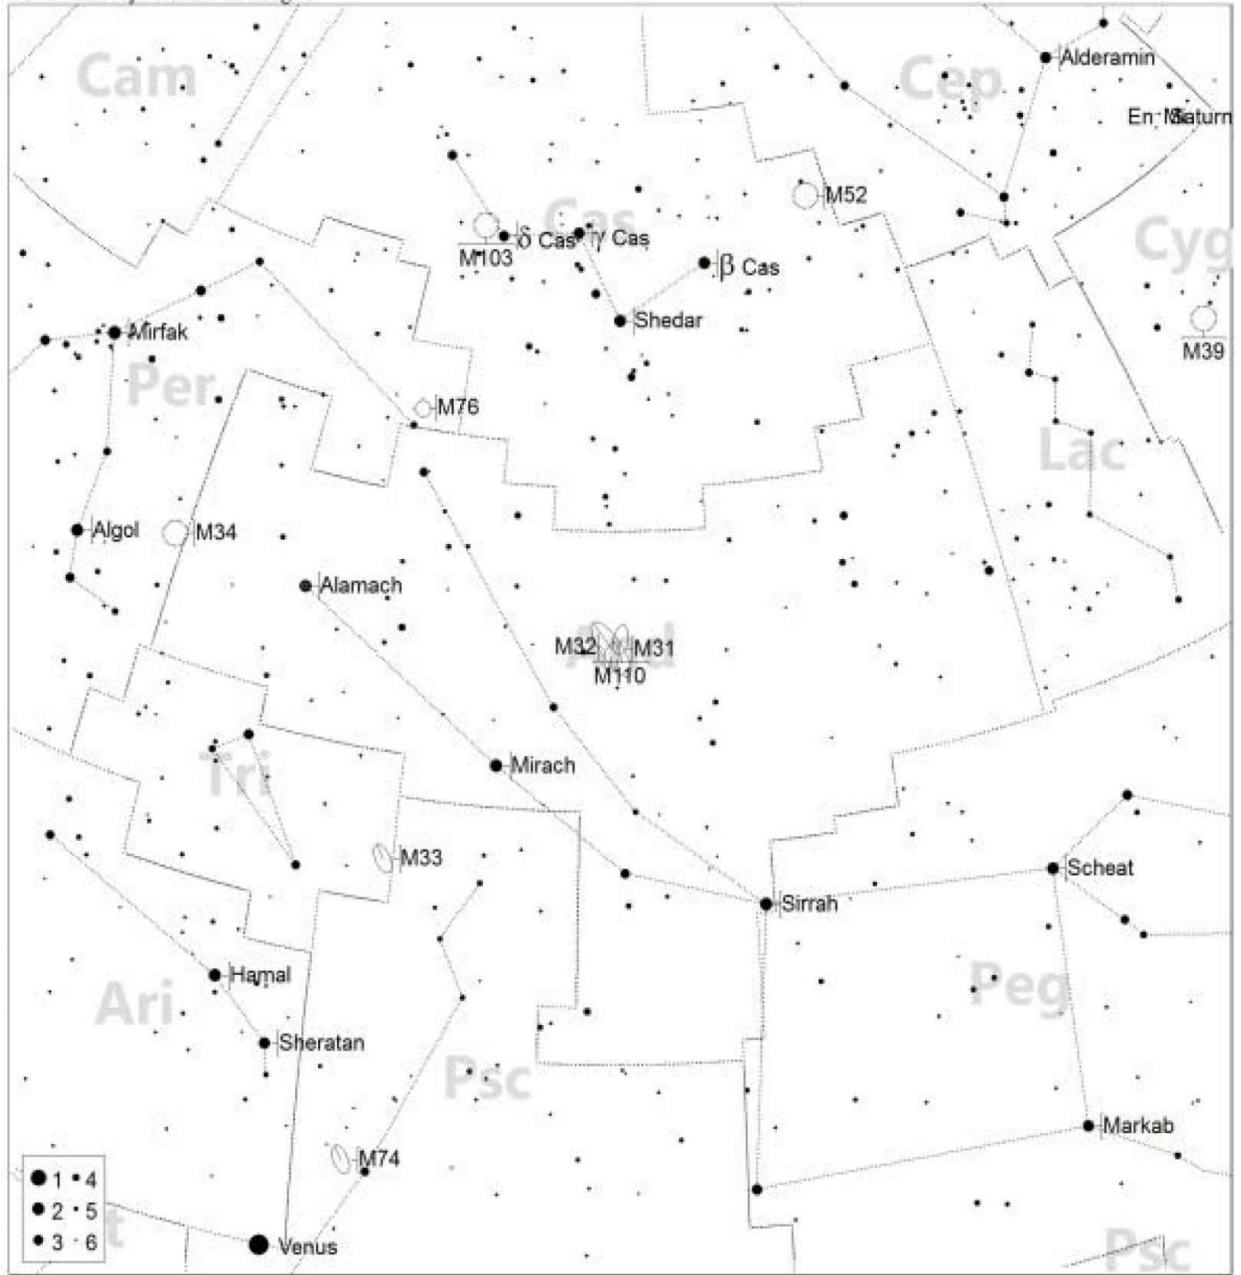 Cam
Cep
Alderamin
Saturn
M52
Cas
δ Cas
γ Cas
M103
β Cas
Cyg
Shedar
Mirfak
M39
Per
M76
Lac
Algol
M34
Alamach
And
M32
M31
M110
Mirach
Tri
M33
Scheat
Sirrah
Hamal
Peg
Ari
Sheratan
Psc
Markab
M74
1 4
2 5
3 6
Venus
Psc